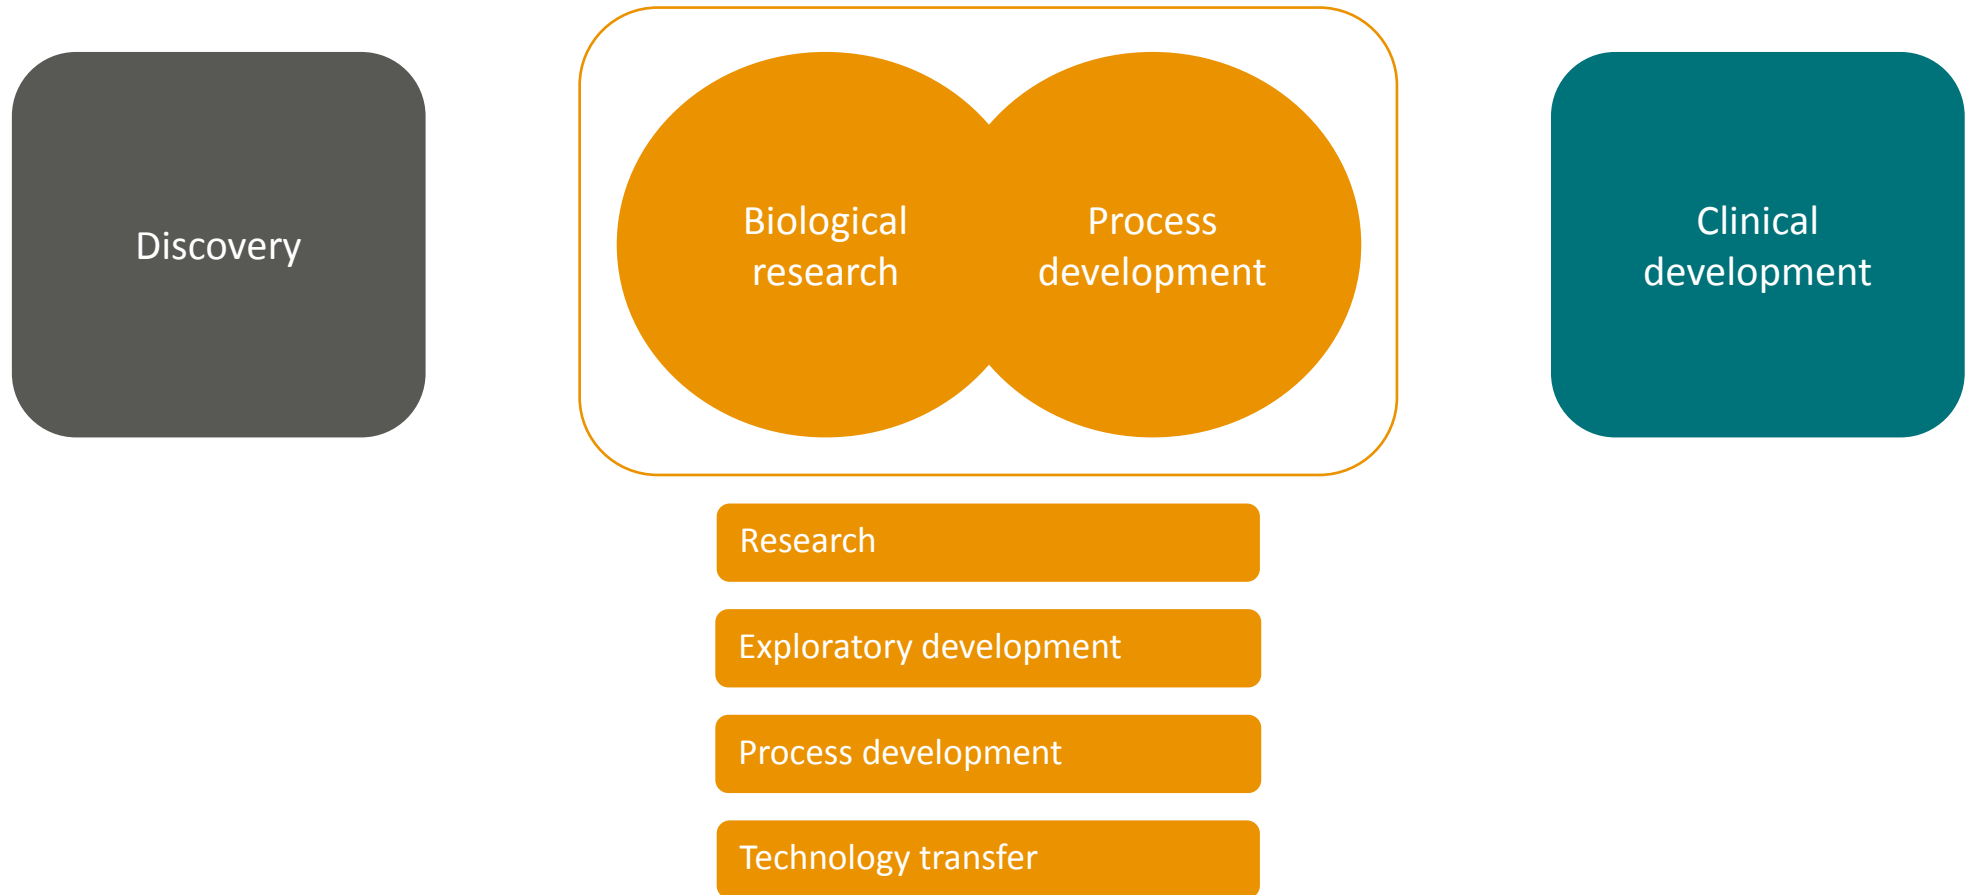 Discovery
Biological
research
Process
development
Clinical
development
Research
Exploratory development
Process development
Technology transfer